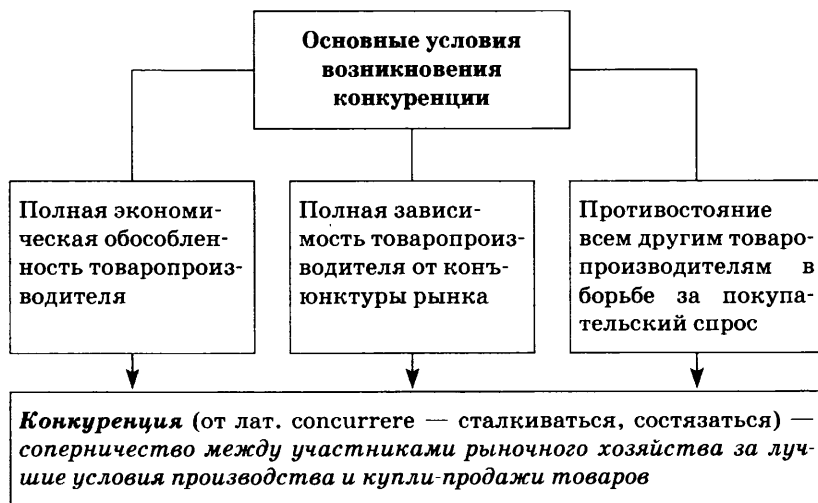 Основные условия
возникновения
конкуренции
Полная экономи-
ческая обособлен-
ность товаропроиз-
водителя
Полная зависи-
мость товаропроиз-
водителя от конъ-
юнктуры рынка
Противостояние
всем другим товаро-
производителям в
борьбе за покупа-
тельский спрос
Конкуренция (от лат. concurrere — сталкиваться, состязаться) —
соперничество между участниками рыночного хозяйства за луч-
шие условия производства и купли-продажи товаров